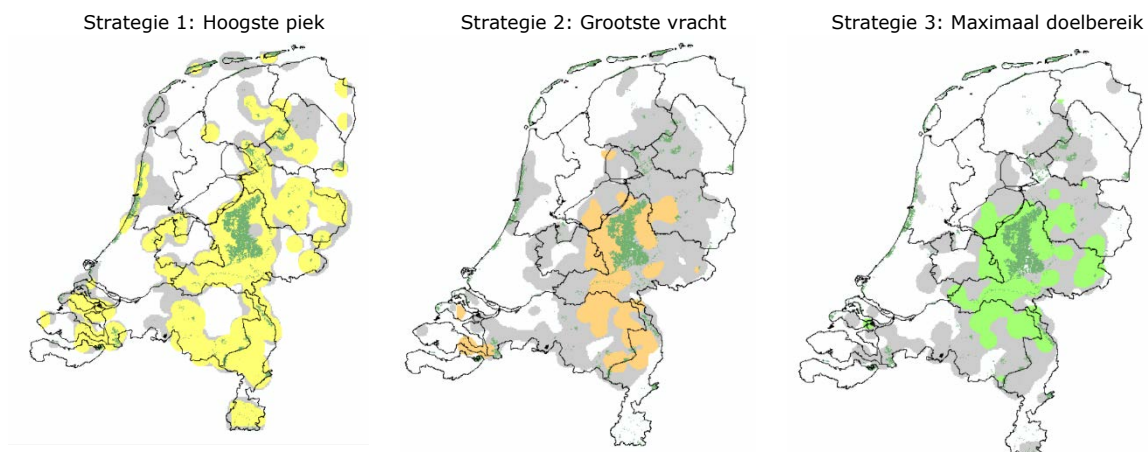 Strategie 1: Hoogste piek
Strategie 2: Grootste vracht
Strategie 3: Maximaal doelbereik